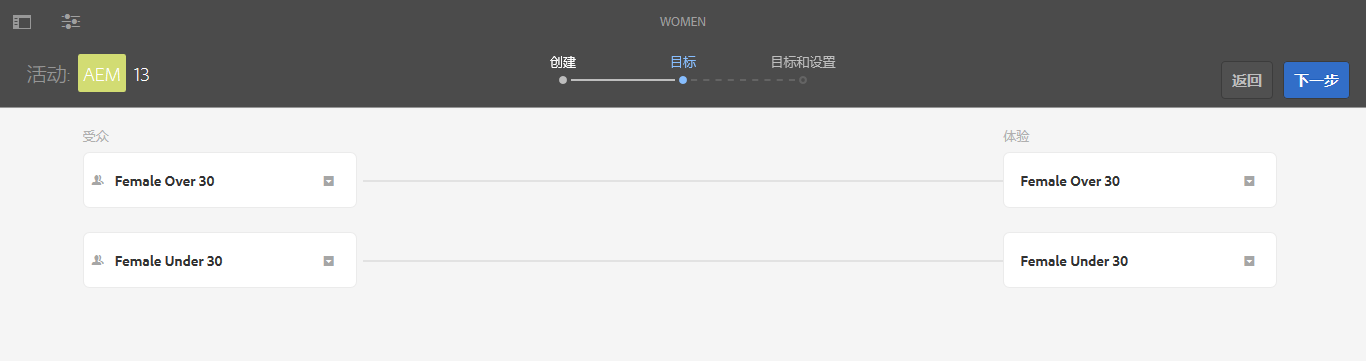 WOMEN
活动: AEM 13
创建 目标 目标和设置
返回 下一步
受众 体验
Female Over 30 Female Over 30
Female Under 30 Female Under 30